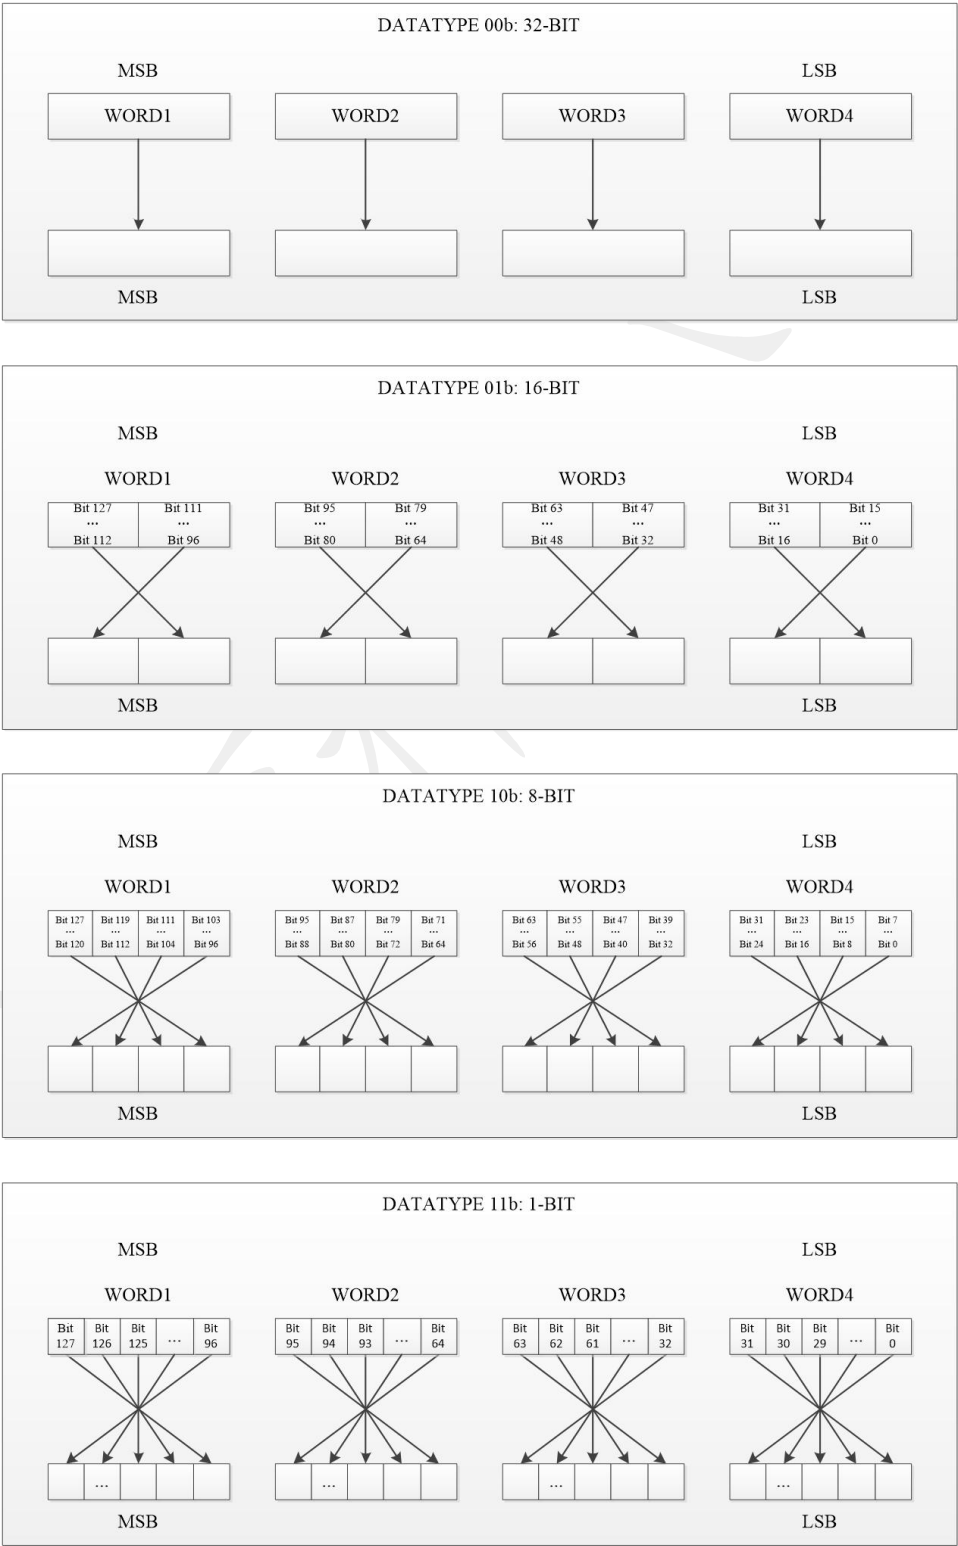 DATATYPE 00b: 32-BIT
MSB LSB
WORD1 WORD2 WORD3 WORD4
MSB LSB
DATATYPE 01b: 16-BIT
MSB LSB
WORD1 WORD2 WORD3 WORD4
Bit 127 Bit 111 Bit 95 Bit 79 Bit 63 Bit 47 Bit 31 Bit 15
... ... ... ... ... ... ... ...
Bit 112 Bit 96 Bit 80 Bit 64 Bit 48 Bit 32 Bit 16 Bit 0
MSB LSB
DATATYPE 10b: 8-BIT
MSB LSB
WORD1 WORD2 WORD3 WORD4
Bit 127 Bit 119 Bit 111 Bit 103 Bit 95 Bit 87 Bit 79 Bit 71 Bit 63 Bit 55 Bit 47 Bit 39 Bit 31 Bit 23 Bit 15 Bit 7
... ... ... ... ... ... ... ... ... ... ... ... ... ... ... ...
Bit 120 Bit 112 Bit 104 Bit 96 Bit 88 Bit 80 Bit 72 Bit 64 Bit 56 Bit 48 Bit 40 Bit 32 Bit 24 Bit 16 Bit 8 Bit 0
MSB LSB
DATATYPE 11b: 1-BIT
MSB LSB
WORD1 WORD2 WORD3 WORD4
Bit Bit Bit Bit Bit Bit Bit Bit Bit Bit Bit Bit Bit Bit Bit Bit
127 126 125 ... 96 95 94 93 ... 64 63 62 61 ... 32 31 30 29 ... 0
... ... ... ...
MSB LSB